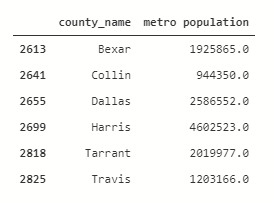 county_name metro population
2613 Bexar 1925865.0
2641 Collin 944350.0
2655 Dallas 2586552.0
2699 Harris 4602523.0
2818 Tarrant 2019977.0
2825 Travis 1203166.0